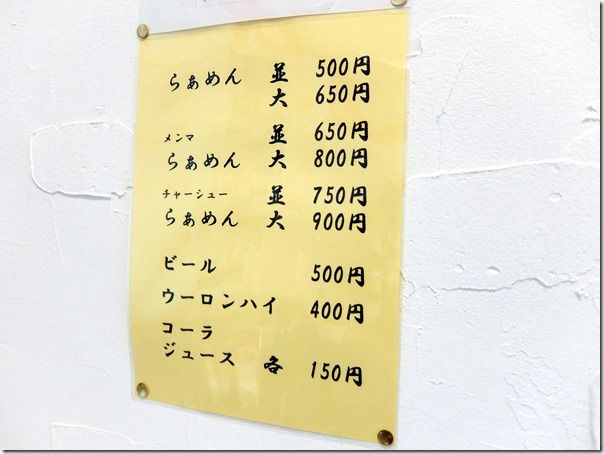 らぁめん 並 500円
大 650円
メンマ 並 650円
らぁめん 大 800円
チャーシュー 並 750円
らぁめん 大 900円
ビール 500円
ウーロンハイ 400円
コーラ
ジュース 各 150円